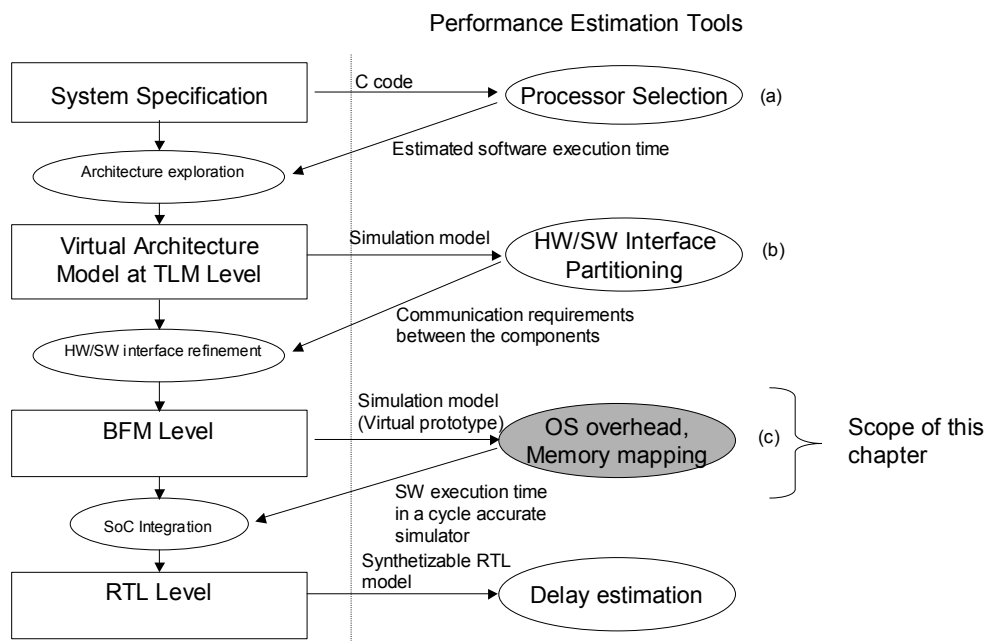 Performance Estimation Tools
System Specification
C code
Processor Selection
(a)
Estimated software execution time
Architecture exploration
Virtual Architecture
Model at TLM Level
Simulation model
HW/SW Interface
Partitioning
(b)
Communication requirements
between the components
HW/SW interface refinement
BFM Level
Simulation model
(Virtual prototype)
OS overhead,
Memory mapping
(c)
Scope of this
chapter
SW execution time
in a cycle accurate
simulator
SoC Integration
RTL Level
Synthetizable RTL
model
Delay estimation